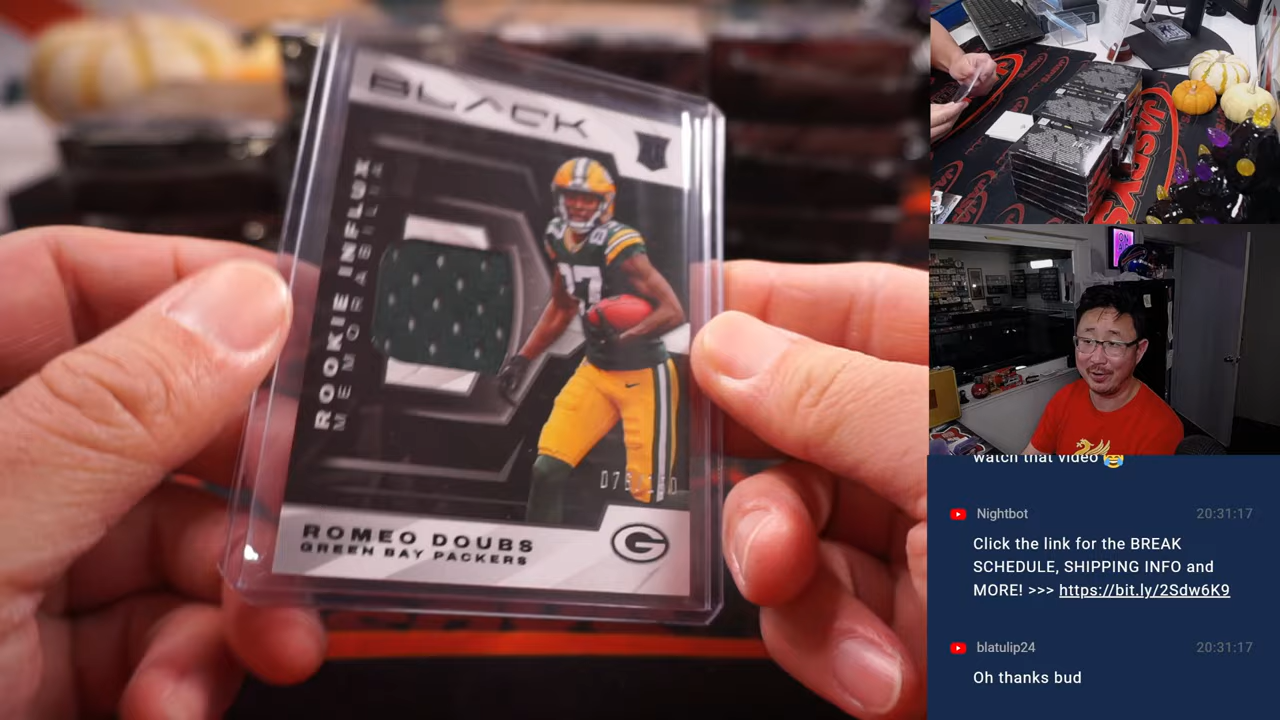 BLACK
ROOKIE INFLUX
MEMORABILIA
87
ROMEO DOUBS
GREEN BAY PACKERS
G
JASPYS
watch that video 😂
Nightbot
20:31:17
Click the link for the BREAK
SCHEDULE, SHIPPING INFO and
MORE! >>> https://bit.ly/2Sdw6K9
blatulip24
20:31:17
Oh thanks bud